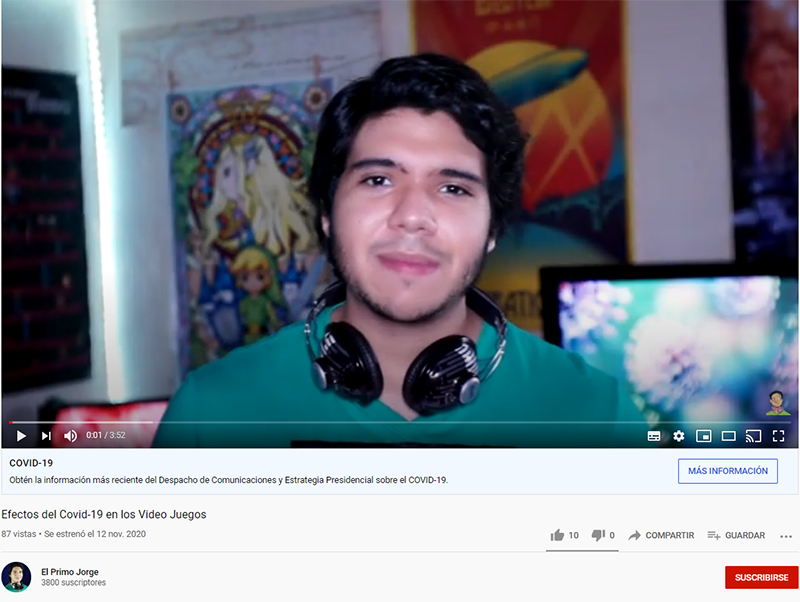 0:01 / 3:52
COVID-19
Obtén la información más reciente del Despacho de Comunicaciones y Estrategia Presidencial sobre el COVID-19.
MÁS INFORMACIÓN
Efectos del Covid-19 en los Video Juegos
87 vistas • Se estrenó el 12 nov. 2020
10
0
COMPARTIR
GUARDAR
El Primo Jorge
3800 suscriptores
SUSCRIBIRSE